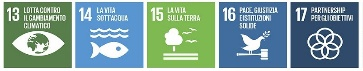 13 LOTTA CONTRO
IL CAMBIAMENTO
CLIMATICO
14 LA VITA
SOTT'ACQUA
15 LA VITA
SULLA TERRA
16 PACE, GIUSTIZIA
E ISTITUZIONI
SOLIDE
17 PARTNERSHIP
PER GLI OBIETTIVI